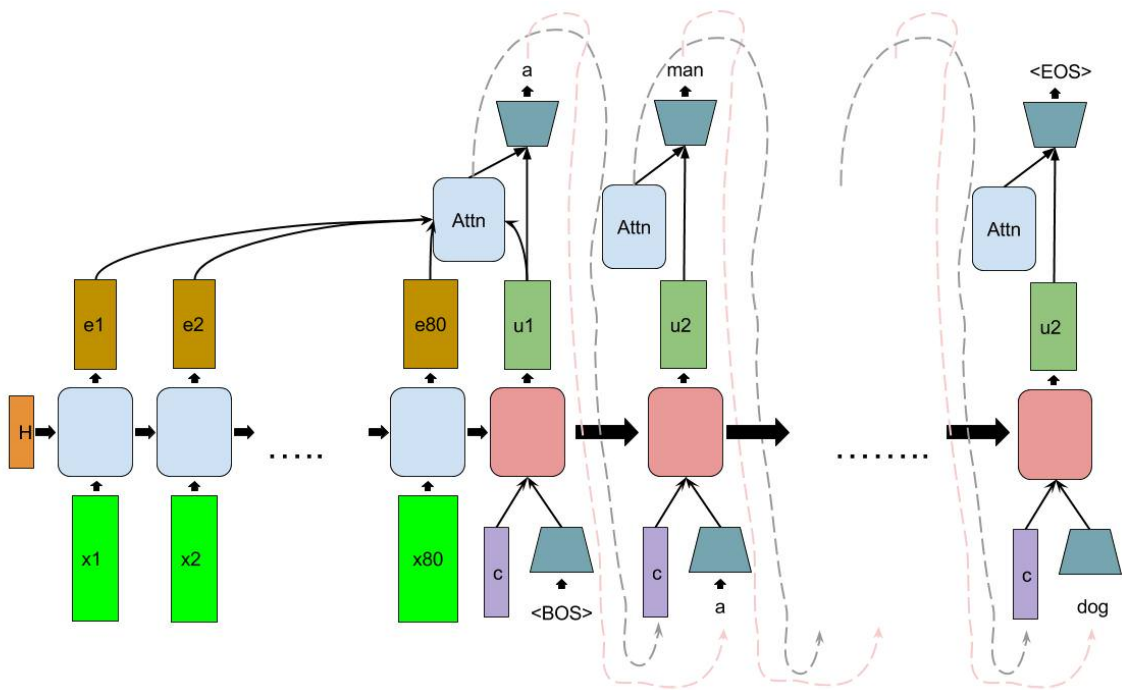 a
man
<EOS>
Attn
Attn
Attn
e1
e2
e80
u1
u2
u2
H
.....
........
x1
x2
x80
c
<BOS>
c
a
c
dog